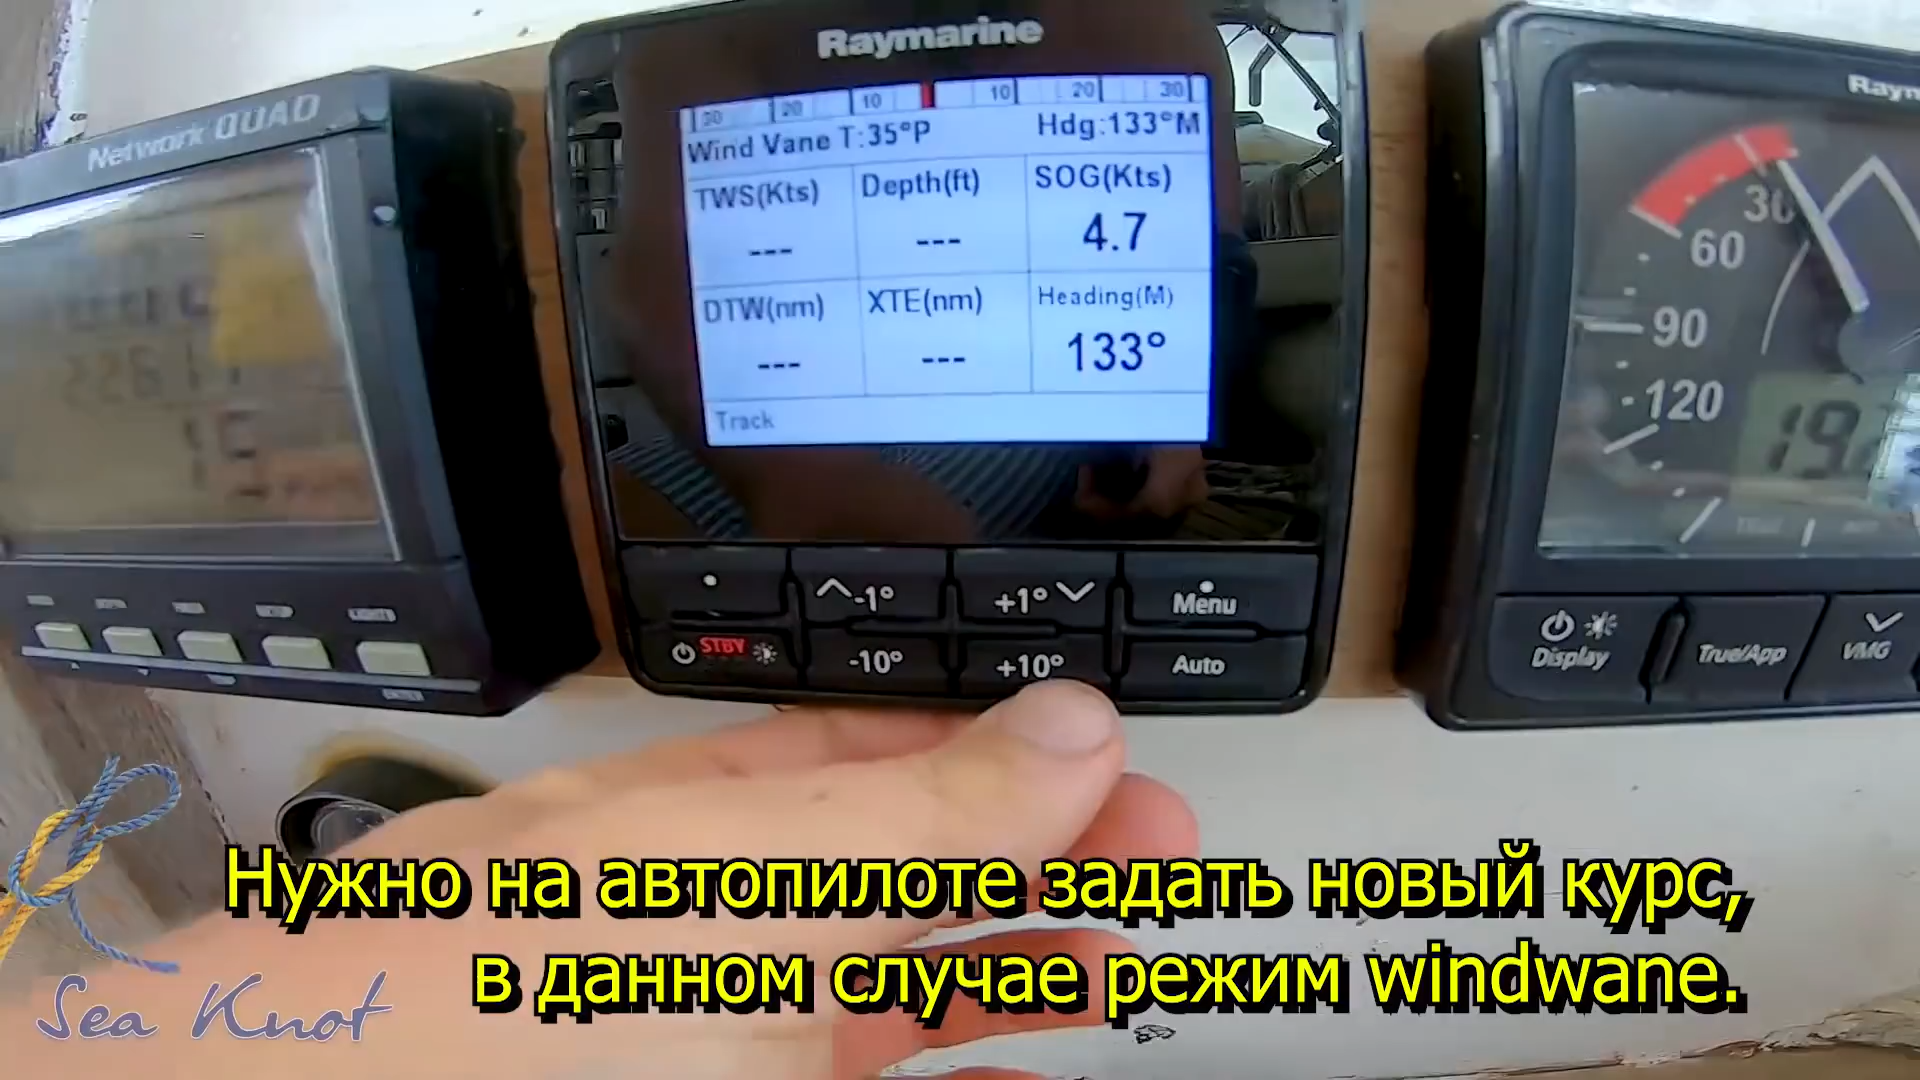 Network QUAD
Raymarine
30 20 10 10 20 30
Wind Vane T:35°P Hdg:133°M
TWS(Kts) Depth(ft) SOG(Kts)
--- --- 4.7
DTW(nm) XTE(nm) Heading(M)
--- --- 133°
Track
-1° +1° Menu
STBY -10° +10° Auto
30
60
90
120
Display True/App VMG
Нужно на автопилоте задать новый курс,
в данном случае режим windwane.
Sea Knot